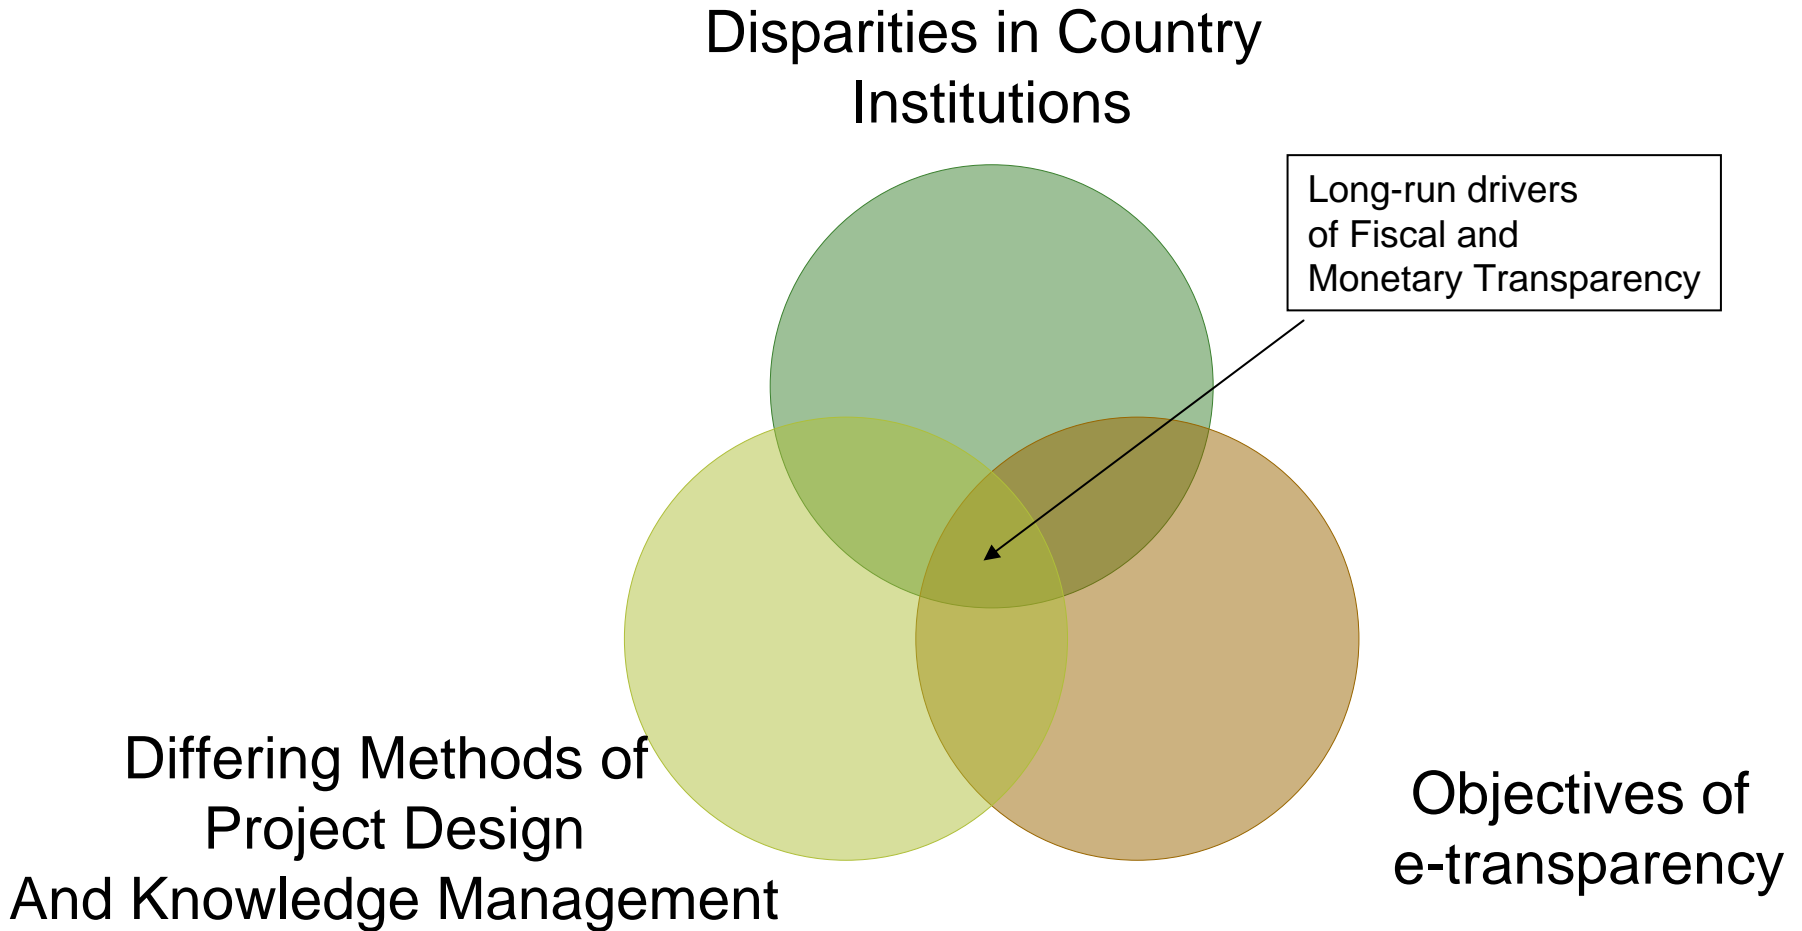 Disparities in Country
Institutions
Long-run drivers
of Fiscal and
Monetary Transparency
Differing Methods of
Project Design
And Knowledge Management
Objectives of
e-transparency